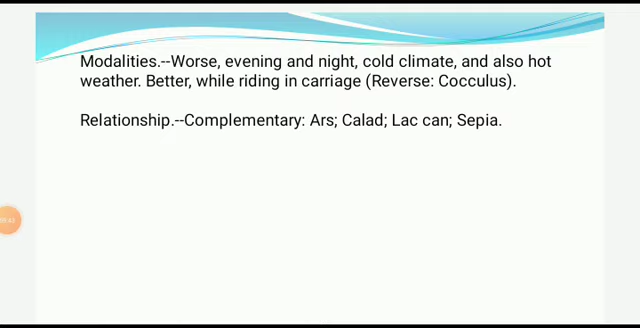 Modalities.--Worse, evening and night, cold climate, and also hot
weather. Better, while riding in carriage (Reverse: Cocculus).
Relationship.--Complementary: Ars; Calad; Lac can; Sepia.